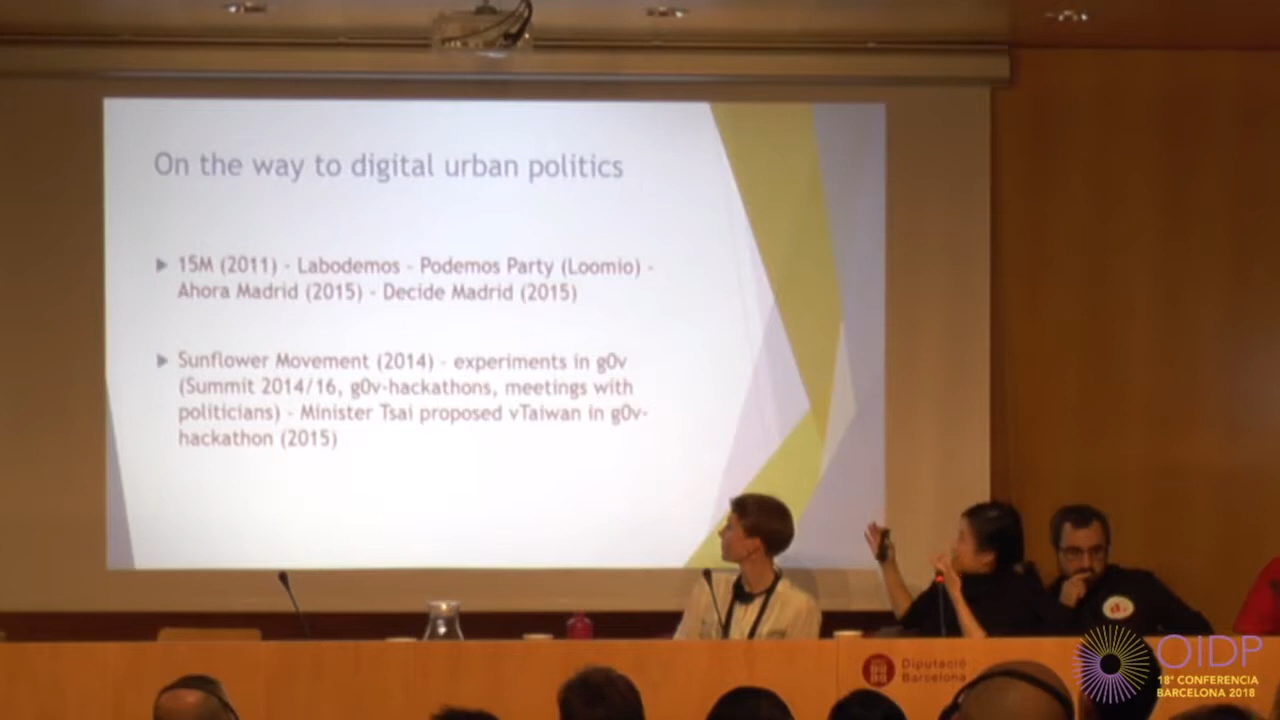 On the way to digital urban politics
15M (2011) - Labodemos - Podemos Party (Loomio) -
Ahora Madrid (2015) - Decide Madrid (2015)
Sunflower Movement (2014) - experiments in g0v
(Summit 2014/16, g0v-hackathons, meetings with
politicians) - Minister Tsai proposed vTaiwan in g0v-
hackathon (2015)
Diputació
Barcelona
OIDP
18ª CONFERENCIA
BARCELONA 2018